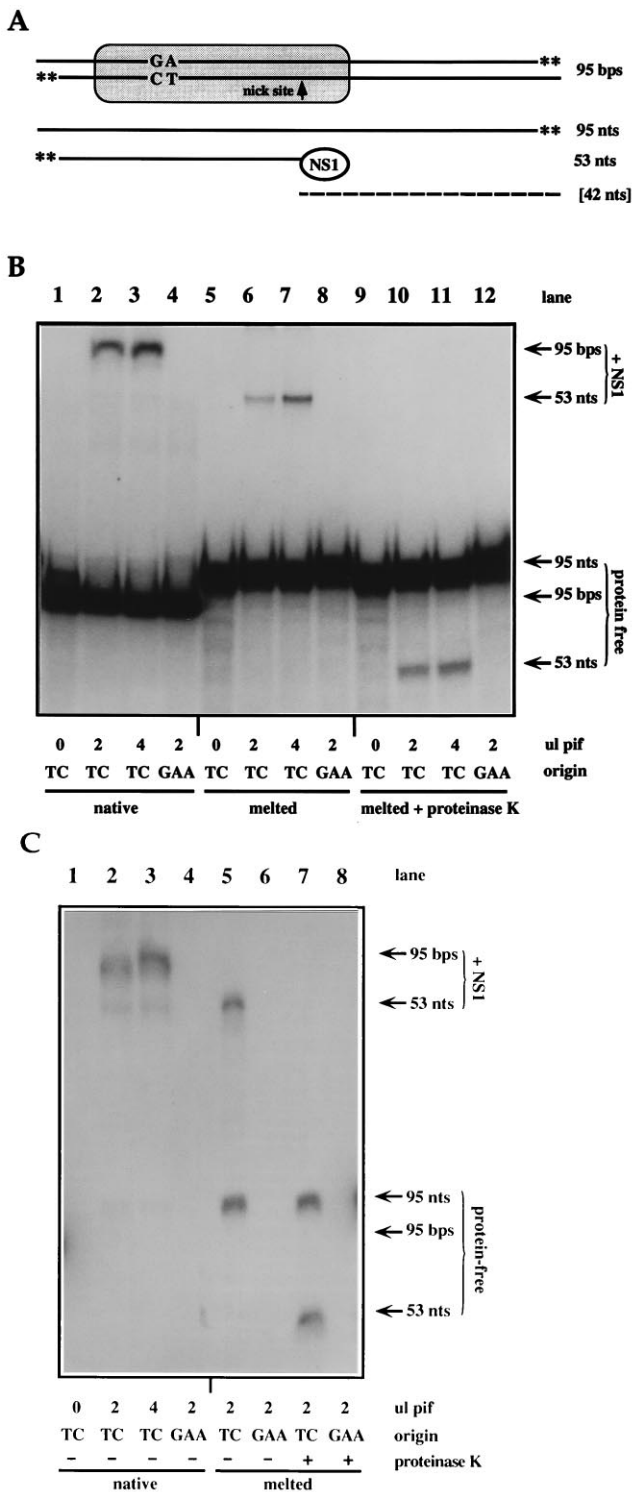 A
GA
**
95 bps
**
CT
nick site
**
95 nts
**
NS1
53 nts
[42 nts]
B
1 2 3 4 5 6 7 8 9 10 11 12 lane
95 bps
+ NS1
53 nts
95 nts
95 bps
protein free
53 nts
0 2 4 2 0 2 4 2 0 2 4 2 ul pif
TC TC TC GAA TC TC TC GAA TC TC TC GAA origin
native melted melted + proteinase K
C
1 2 3 4 5 6 7 8 lane
95 bps
+ NS1
53 nts
95 nts
95 bps
protein-free
53 nts
0 2 4 2 2 2 2 2 ul pif
TC TC TC GAA TC GAA TC GAA origin
– – – – – – + + proteinase K
native melted